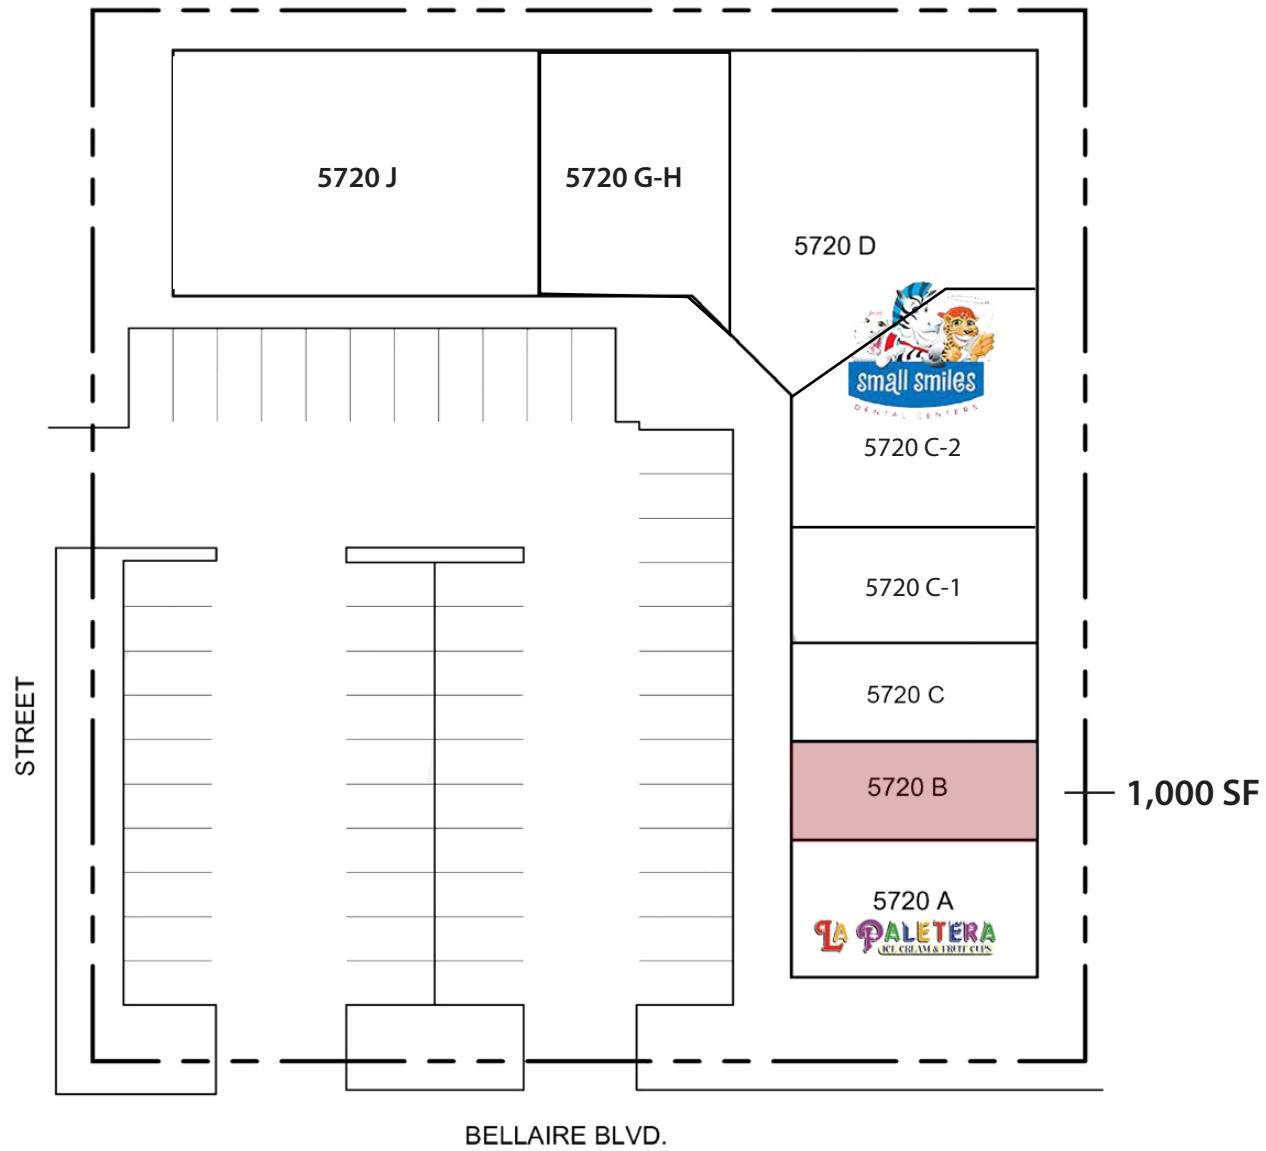 5720 J
5720 G-H
5720 D
small smiles
DENTAL CENTERS
5720 C-2
5720 C-1
5720 C
5720 B
1,000 SF
5720 A
LA PALETERA
ICE CREAM & FRUIT CUPS
STREET
BELLAIRE BLVD.